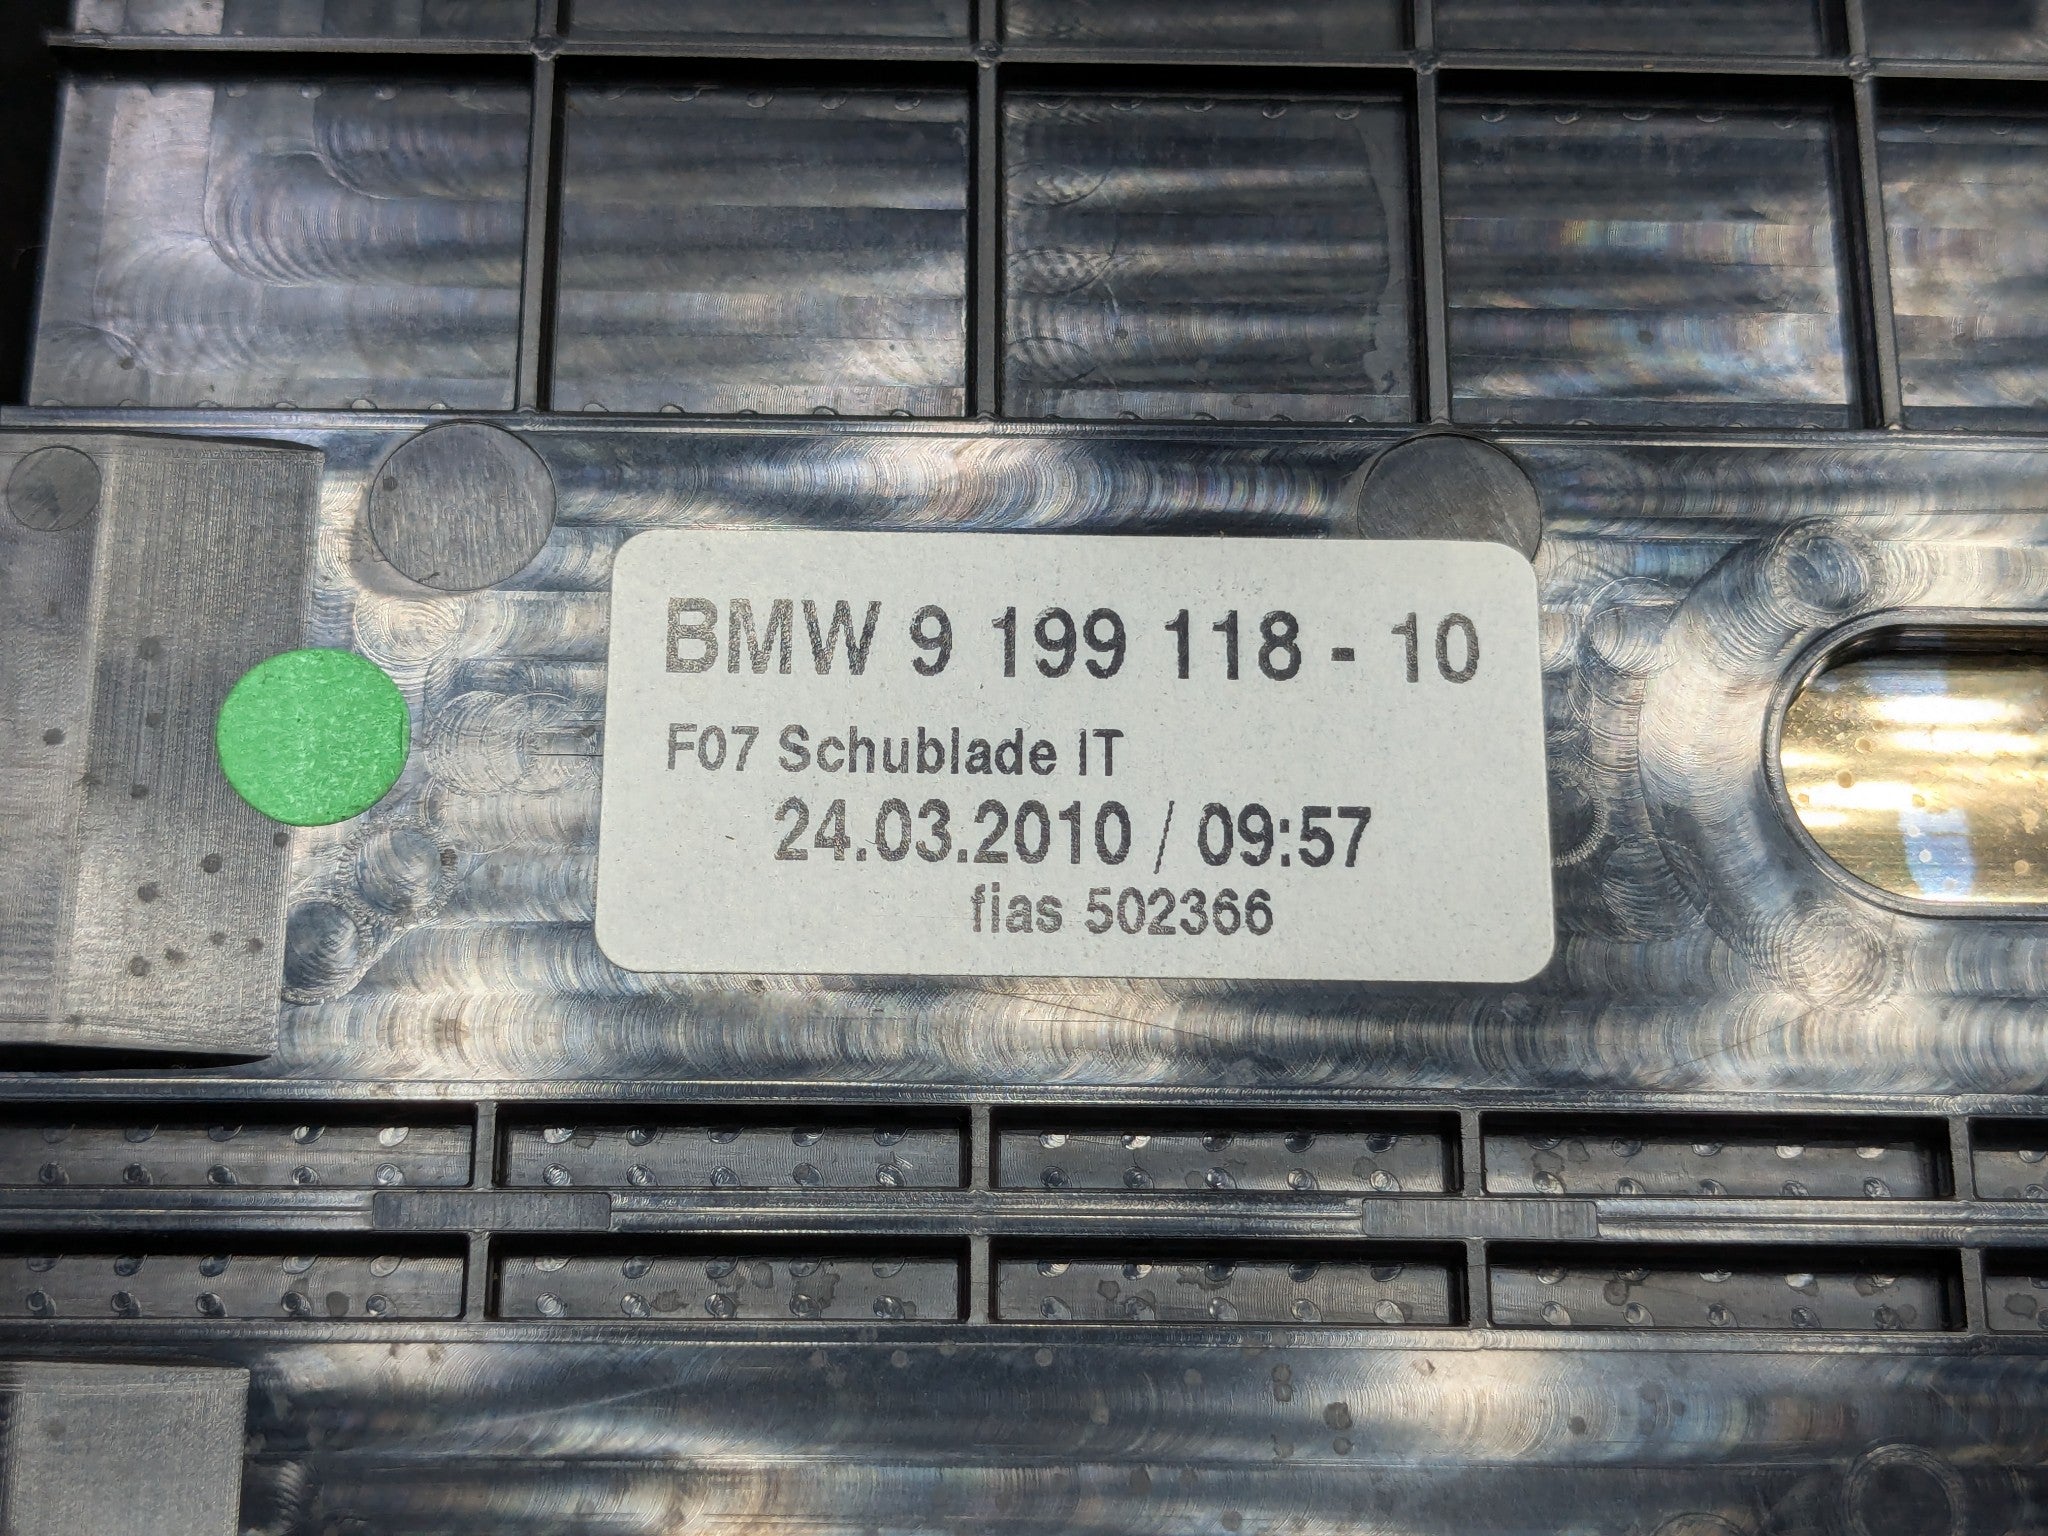 BMW 9 199 118 - 10
F07 Schublade IT
24.03.2010 / 09:57
fias 502366